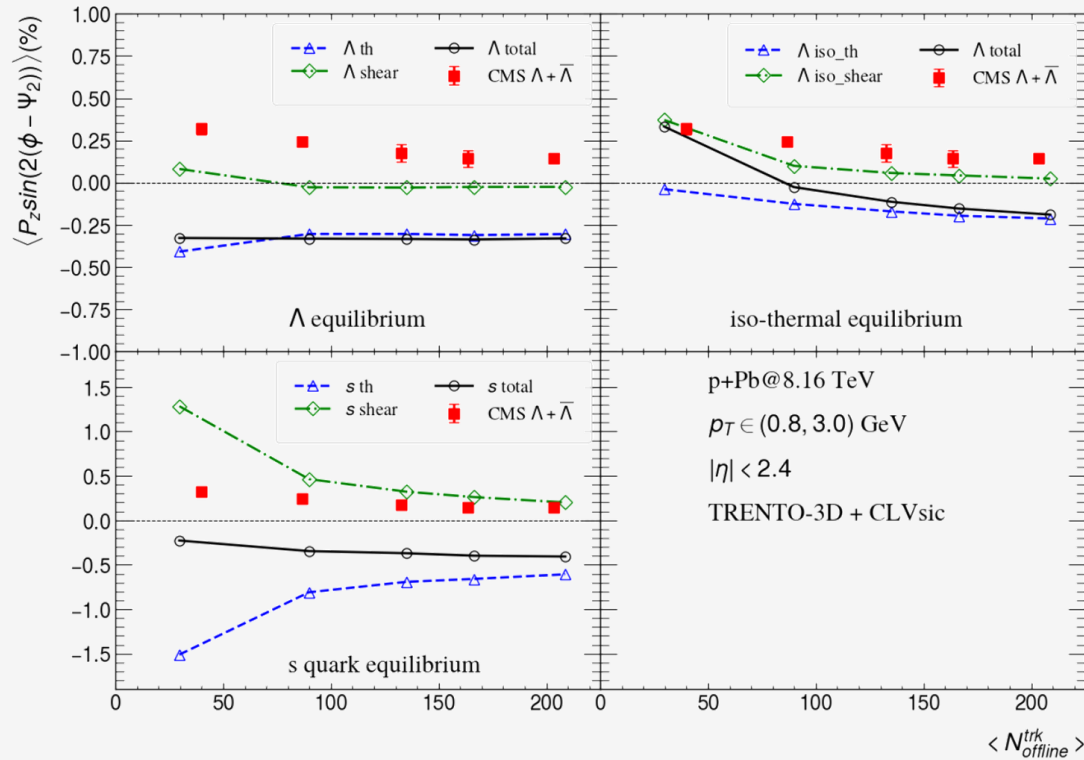 ⟨P_z sin(2(ϕ − Ψ_2))⟩(%)
1.00
0.75
0.50
0.25
0.00
−0.25
−0.50
−0.75
−1.00
Λ th
Λ shear
Λ total
CMS Λ + Λ̅
Λ equilibrium
Λ iso_th
Λ iso_shear
Λ total
CMS Λ + Λ̅
iso-thermal equilibrium
1.5
1.0
0.5
0.0
−0.5
−1.0
−1.5
s th
s shear
s total
CMS Λ + Λ̅
s quark equilibrium
0 50 100 150 200
p+Pb@8.16 TeV
p_T ∈ (0.8, 3.0) GeV
|η| < 2.4
TRENTO-3D + CLVsic
0 50 100 150 200
< N^{trk}_{offline} >